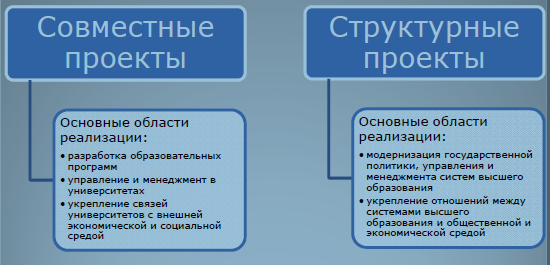 Совместные
проекты
Основные области
реализации:
• разработка образовательных
программ
• управление и менеджмент в
университетах
• укрепление связей
университетов с внешней
экономической и социальной
средой
Структурные
проекты
Основные области
реализации:
• модернизация государственной
политики, управления и
менеджмента систем высшего
образования
• укрепление отношений между
системами высшего
образования и общественной и
экономической средой